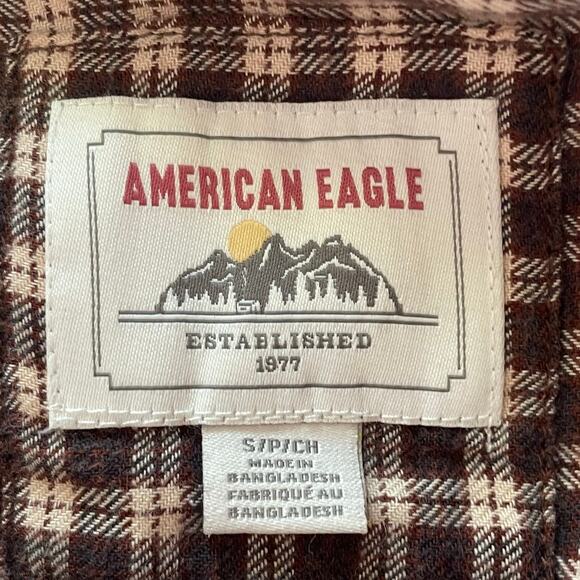 AMERICAN EAGLE
ESTABLISHED
1977
S/P/CH
MADE IN
BANGLADESH
FABRIQUÉ AU
BANGLADESH